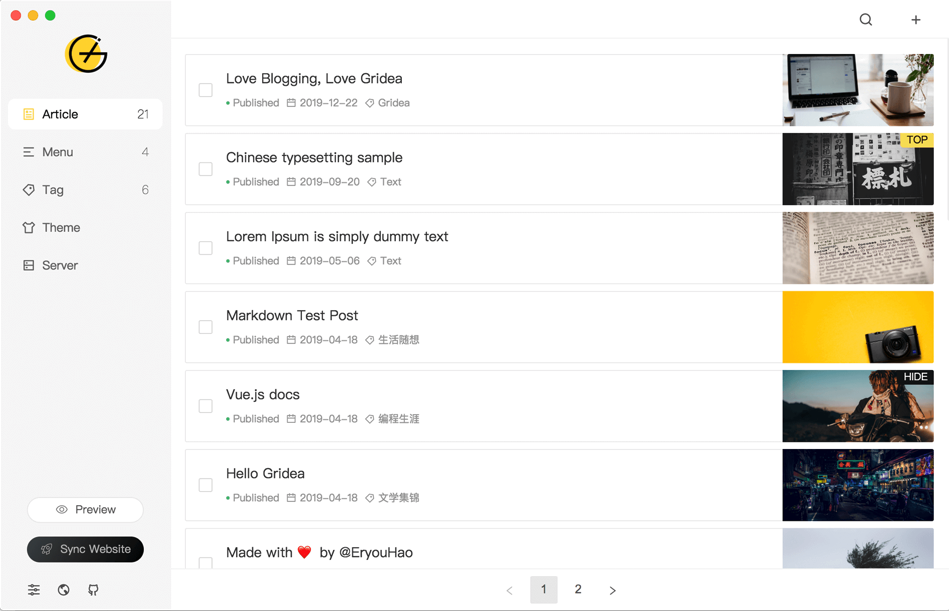 Article 21
Menu 4
Tag 6
Theme
Server
Preview
Sync Website
Love Blogging, Love Gridea
Published 2019-12-22 Gridea
Chinese typesetting sample
Published 2019-09-20 Text
TOP
標札
Lorem Ipsum is simply dummy text
Published 2019-05-06 Text
Markdown Test Post
Published 2019-04-18 生活随想
Vue.js docs
Published 2019-04-18 编程生涯
HIDE
Hello Gridea
Published 2019-04-18 文学集锦
Made with ❤️ by @EryouHao
< 1 2 >